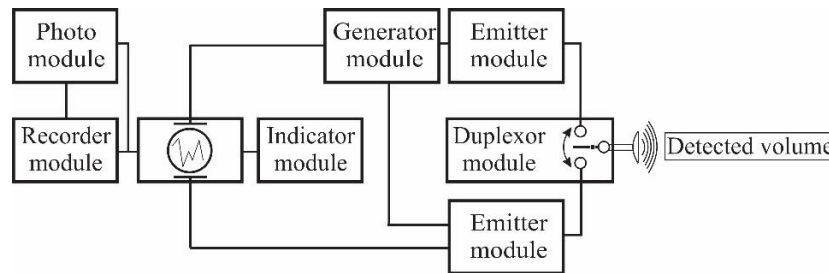 Photo
module
Generator
module
Emitter
module
Recorder
module
Indicator
module
Duplexor
module
Detected volume
Emitter
module